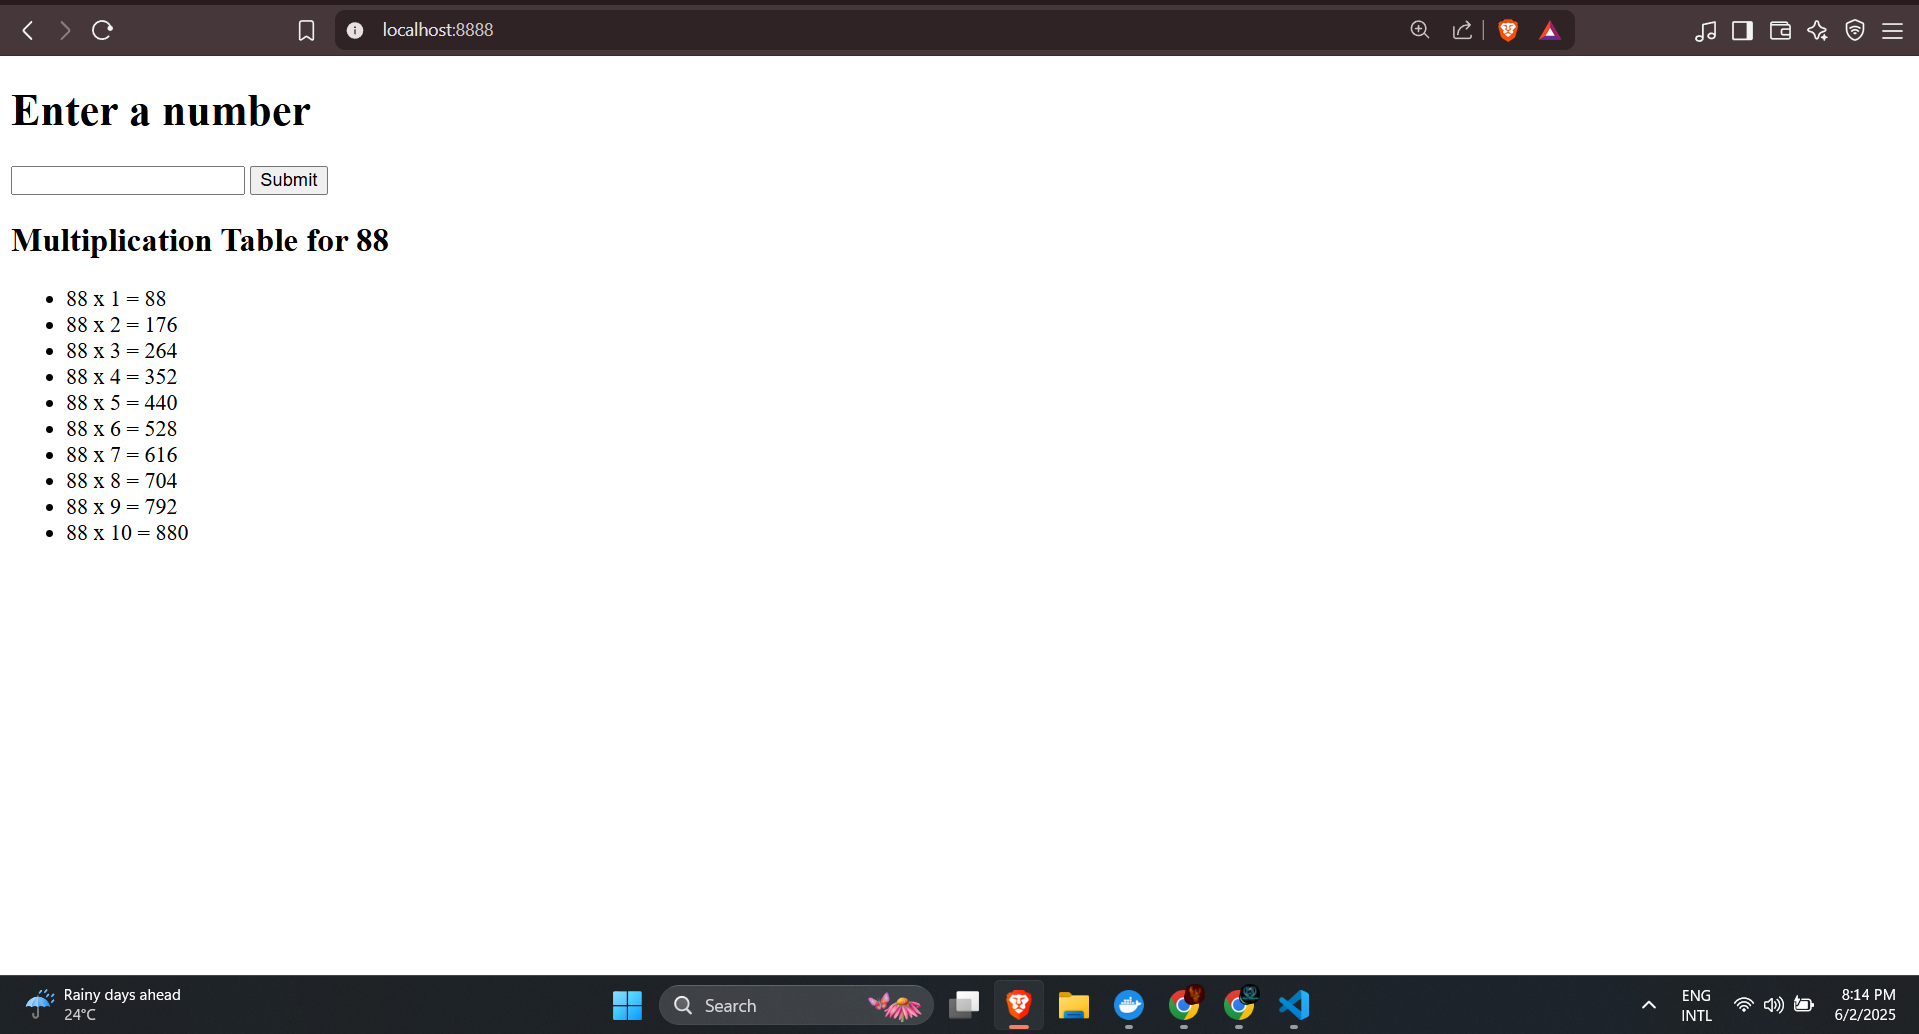 localhost:8888
Enter a number
Submit
Multiplication Table for 88
88 x 1 = 88
88 x 2 = 176
88 x 3 = 264
88 x 4 = 352
88 x 5 = 440
88 x 6 = 528
88 x 7 = 616
88 x 8 = 704
88 x 9 = 792
88 x 10 = 880
Rainy days ahead
24°C
Search
ENG
INTL
8:14 PM
6/2/2025